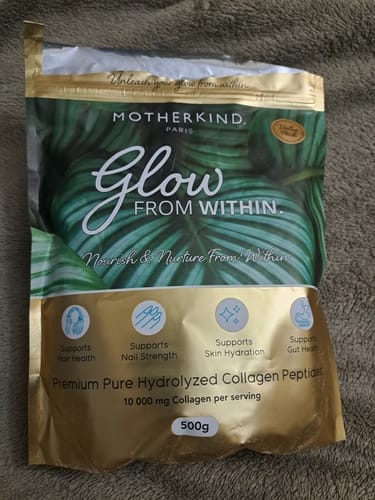 Unleash your glow from within
MOTHERKIND.
PARIS
Value
Pack
Glow
FROM WITHIN.
Nourish & Nurture From Within
Supports
Hair Health
Supports
Nail Strength
Supports
Skin Hydration
Supports
Gut Health
Premium Pure Hydrolyzed Collagen Peptides
10 000 mg Collagen per serving
500g